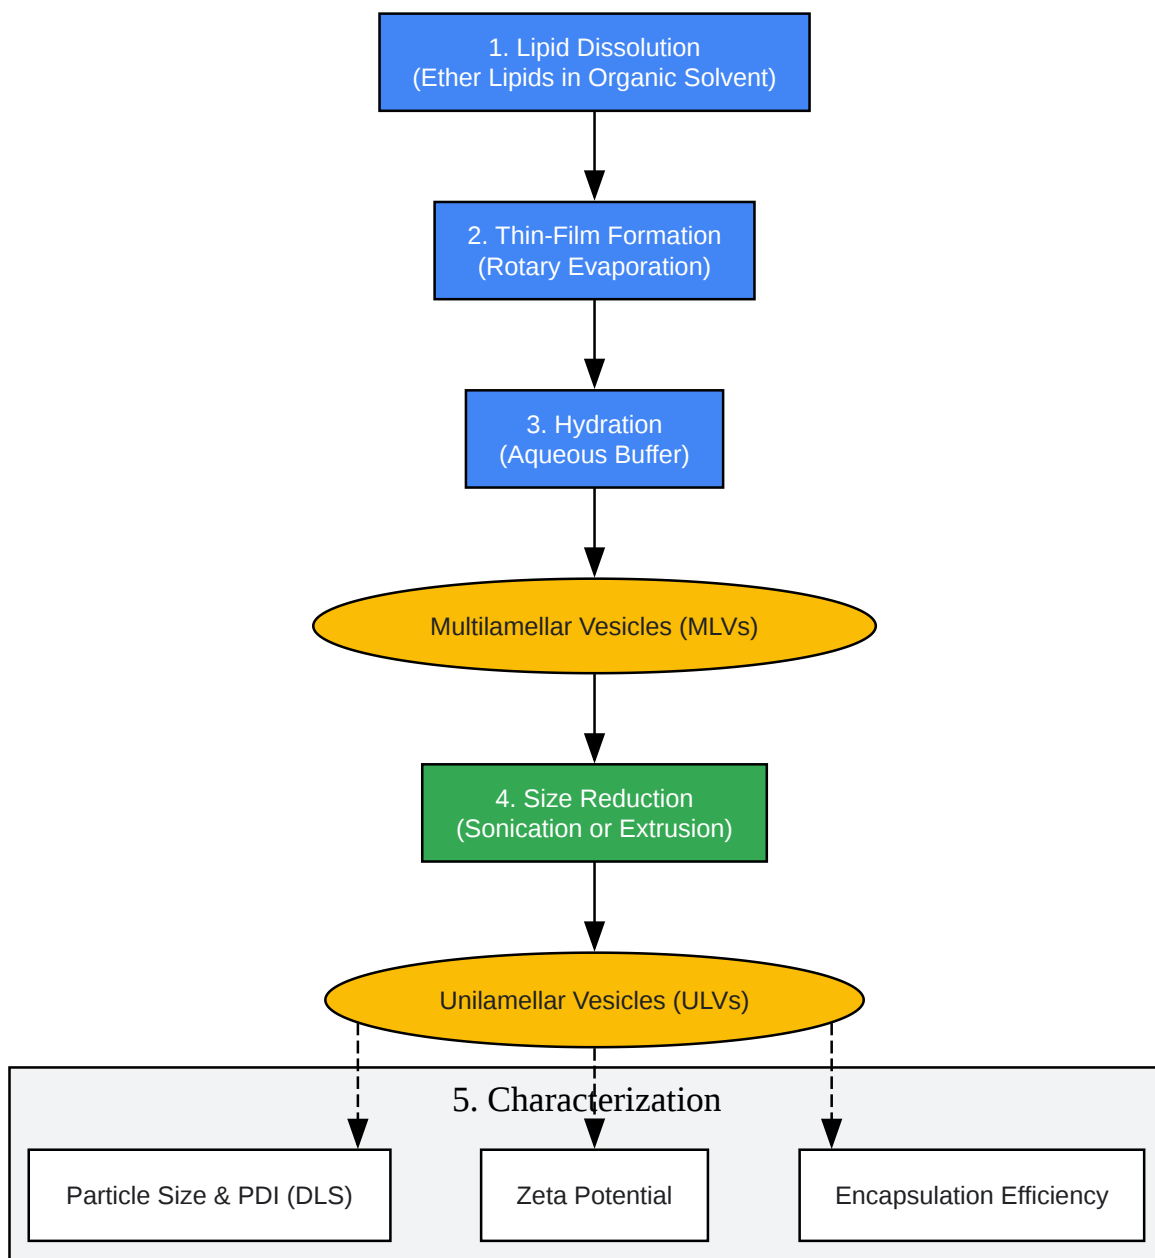 1. Lipid Dissolution
(Ether Lipids in Organic Solvent)
2. Thin-Film Formation
(Rotary Evaporation)
3. Hydration
(Aqueous Buffer)
Multilamellar Vesicles (MLVs)
4. Size Reduction
(Sonication or Extrusion)
Unilamellar Vesicles (ULVs)
5. Characterization
Particle Size & PDI (DLS)
Zeta Potential
Encapsulation Efficiency